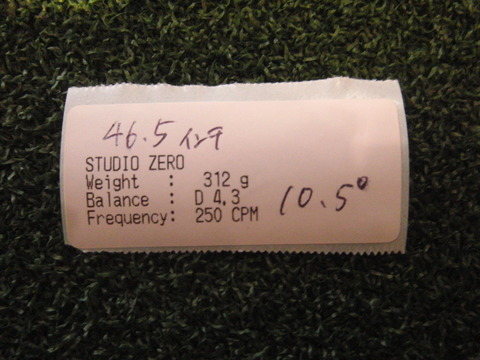 46.5 インチ
STUDIO ZERO
Weight : 312 g
Balance : D 4.3
Frequency: 250 CPM
10.5°